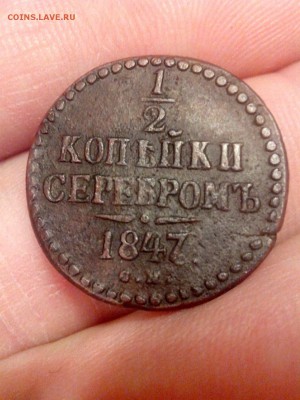 COINS.LAVE.RU
1
2
КОПѢЙКИ
СЕРЕБРОМЪ
1847.
С.М.